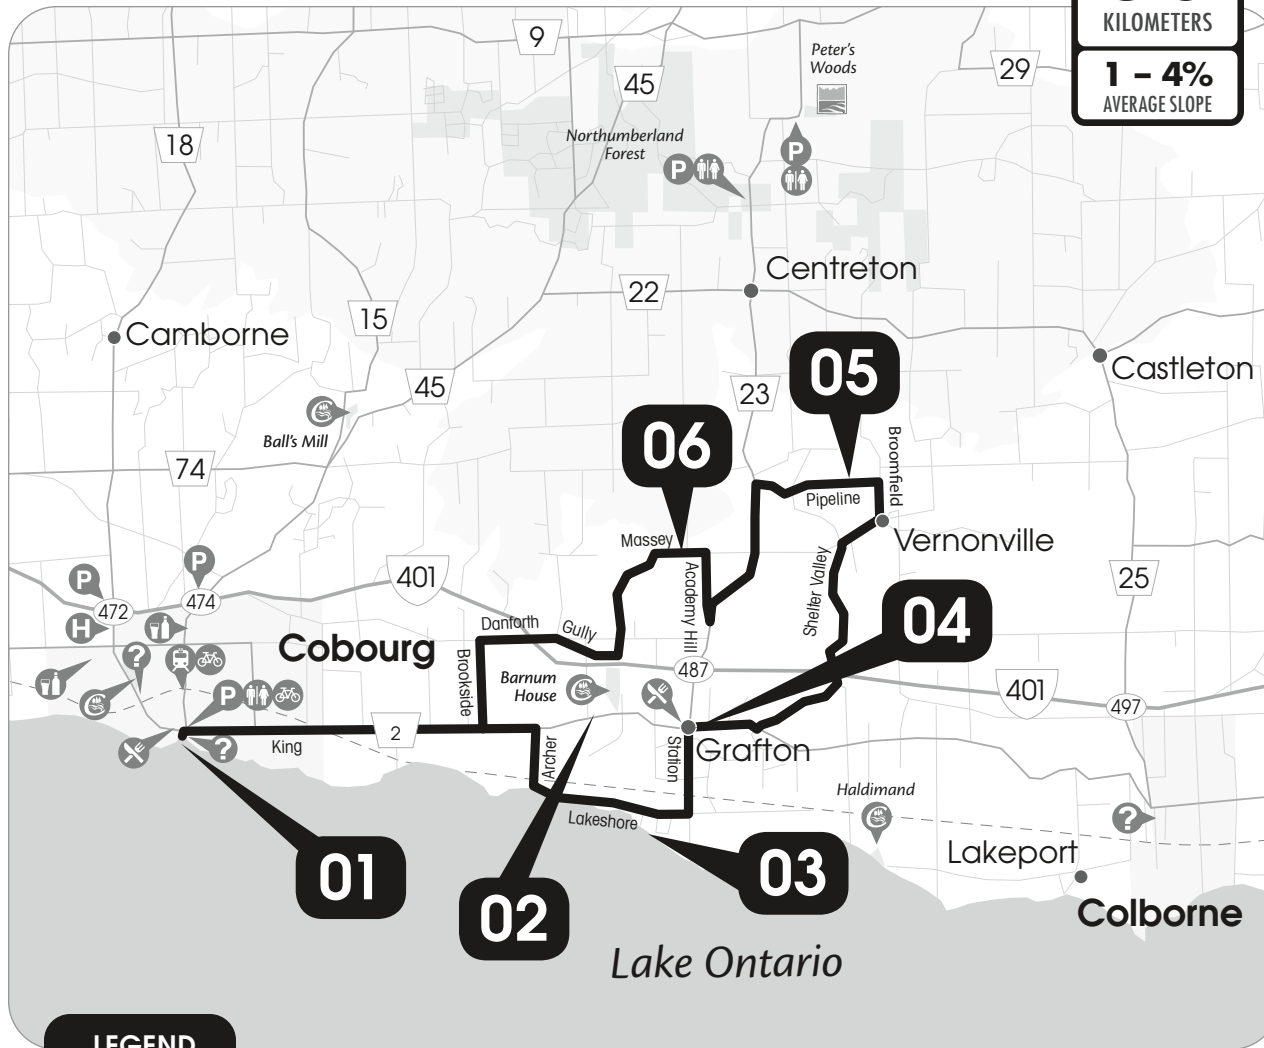 KILOMETERS
1 – 4%
AVERAGE SLOPE
9
45
Peter's
Woods
29
18
Northumberland
Forest
P
P
Centreton
22
15
Camborne
Castleton
45
23
05
06
Ball's Mill
Broomfield
74
Pipeline
Vernonville
Massey
Academy Hill
Shelter Valley
401
25
P
P
472
474
H
04
Danforth
Gully
Cobourg
Brookside
?
487
Barnum
House
401
497
P
2
King
?
Archer
Station
Grafton
Haldimand
Lakeshore
?
Lakeport
01
03
02
Colborne
Lake Ontario
LEGEND